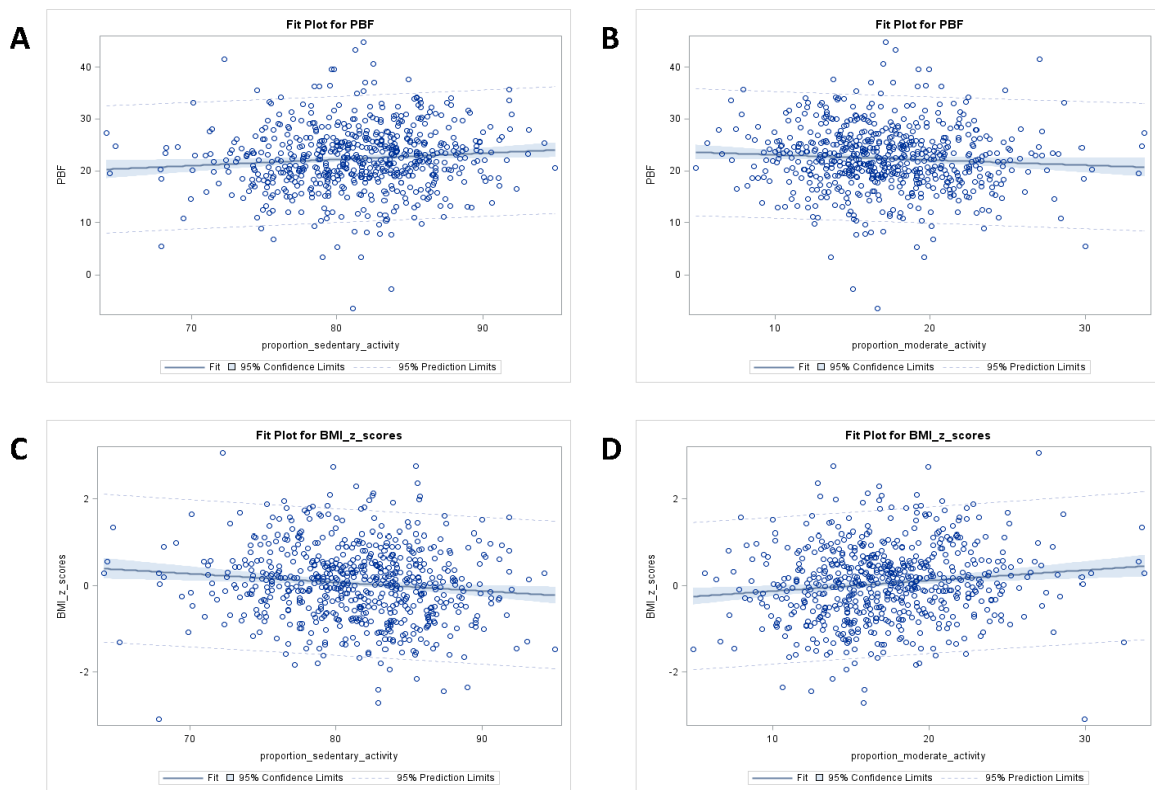 A
Fit Plot for PBF
40
30
20
10
0
PBF
70 80 90
proportion_sedentary_activity
Fit 95% Confidence Limits 95% Prediction Limits
B
Fit Plot for PBF
40
30
20
10
0
PBF
10 20 30
proportion_moderate_activity
Fit 95% Confidence Limits 95% Prediction Limits
C
Fit Plot for BMI_z_scores
2
0
-2
BMI_z_scores
70 80 90
proportion_sedentary_activity
Fit 95% Confidence Limits 95% Prediction Limits
D
Fit Plot for BMI_z_scores
2
0
-2
BMI_z_scores
10 20 30
proportion_moderate_activity
Fit 95% Confidence Limits 95% Prediction Limits